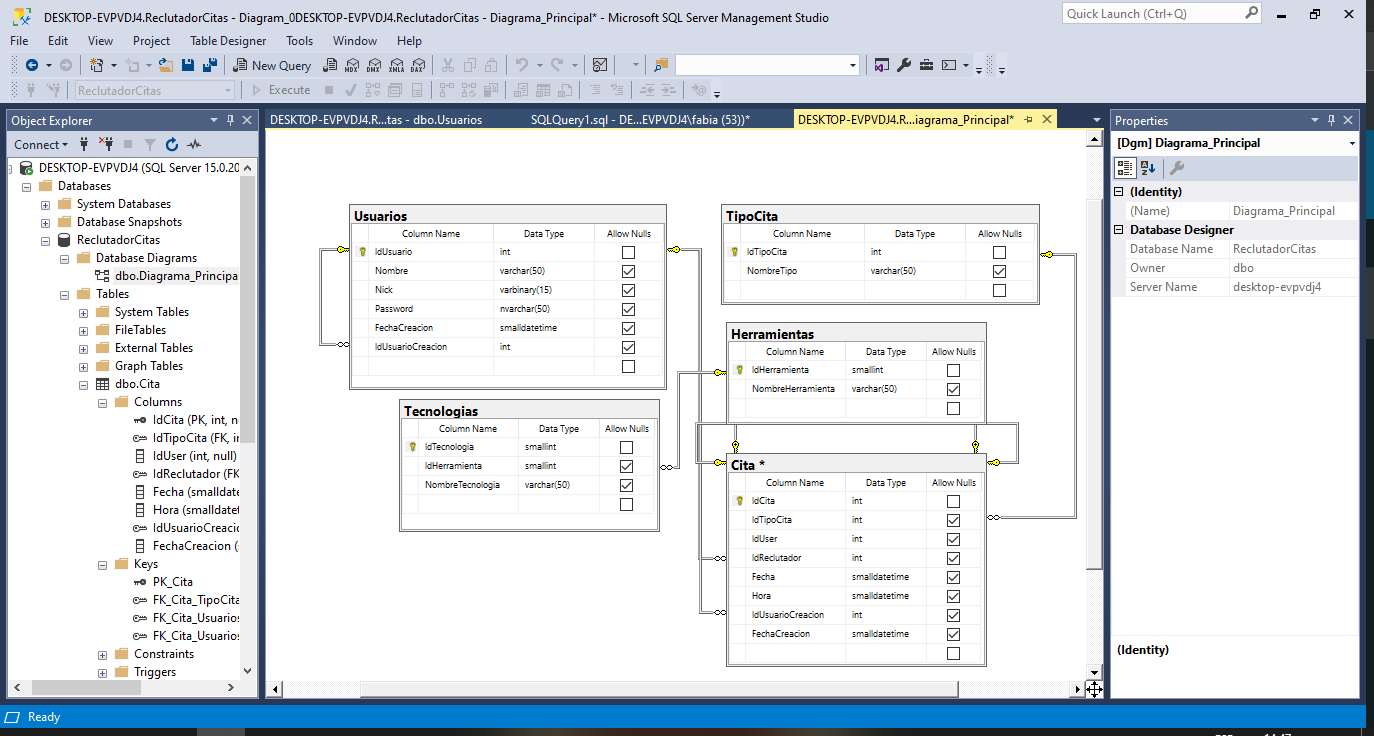 DESKTOP-EVPVDJ4.ReclutadorCitas - Diagram_0DESKTOP-EVPVDJ4.ReclutadorCitas - Diagrama_Principal* - Microsoft SQL Server Management Studio
Quick Launch (Ctrl+Q)
File Edit View Project Table Designer Tools Window Help
New Query
MDX DMX XMLA DAX
ReclutadorCitas
Execute
Object Explorer
Connect
DESKTOP-EVPVDJ4 (SQL Server 15.0.20
Databases
System Databases
Database Snapshots
ReclutadorCitas
Database Diagrams
dbo.Diagrama_Principa
Tables
System Tables
FileTables
External Tables
Graph Tables
dbo.Cita
Columns
IdCita (PK, int, n
IdTipoCita (FK, in
IdUser (int, null)
IdReclutador (FK
Fecha (smalldate
Hora (smalldatet
IdUsuarioCreacio
FechaCreacion (s
Keys
PK_Cita
FK_Cita_TipoCita
FK_Cita_Usuarios
FK_Cita_Usuarios
Constraints
Triggers
DESKTOP-EVPVDJ4.R...tas - dbo.Usuarios
SQLQuery1.sql - DE...EVPVDJ4\fabia (53))*
DESKTOP-EVPVDJ4.R...iagrama_Principal*
Usuarios
Column Name Data Type Allow Nulls
IdUsuario int
Nombre varchar(50)
Nick varbinary(15)
Password nvarchar(50)
FechaCreacion smalldatetime
IdUsuarioCreacion int
TipoCita
Column Name Data Type Allow Nulls
IdTipoCita int
NombreTipo varchar(50)
Herramientas
Column Name Data Type Allow Nulls
IdHerramienta smallint
NombreHerramienta varchar(50)
Tecnologias
Column Name Data Type Allow Nulls
IdTecnologia smallint
IdHerramienta smallint
NombreTecnologia varchar(50)
Cita *
Column Name Data Type Allow Nulls
IdCita int
IdTipoCita int
IdUser int
IdReclutador int
Fecha smalldatetime
Hora smalldatetime
IdUsuarioCreacion int
FechaCreacion smalldatetime
Properties
[Dgm] Diagrama_Principal
(Identity)
(Name) Diagrama_Principal
Database Designer
Database Name ReclutadorCitas
Owner dbo
Server Name desktop-evpvdj4
(Identity)
Ready